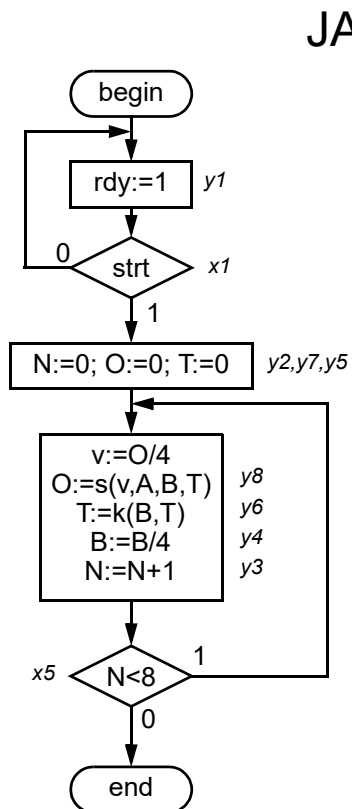 JA
begin
rdy:=1 y1
0 strt x1
1
N:=0; O:=0; T:=0 y2,y7,y5
v:=O/4
O:=s(v,A,B,T) y8
T:=k(B,T) y6
B:=B/4 y4
N:=N+1 y3
x5 N<8 1
0
end